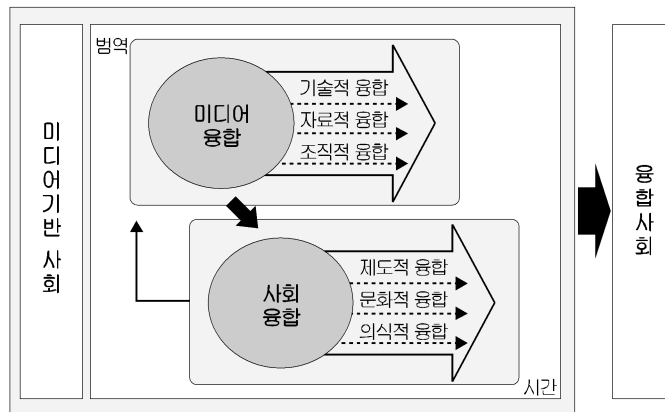 미디어기반 사회
범역
미디어
융합
기술적 융합
자료적 융합
조직적 융합
사회
융합
제도적 융합
문화적 융합
의식적 융합
시간
융합사회